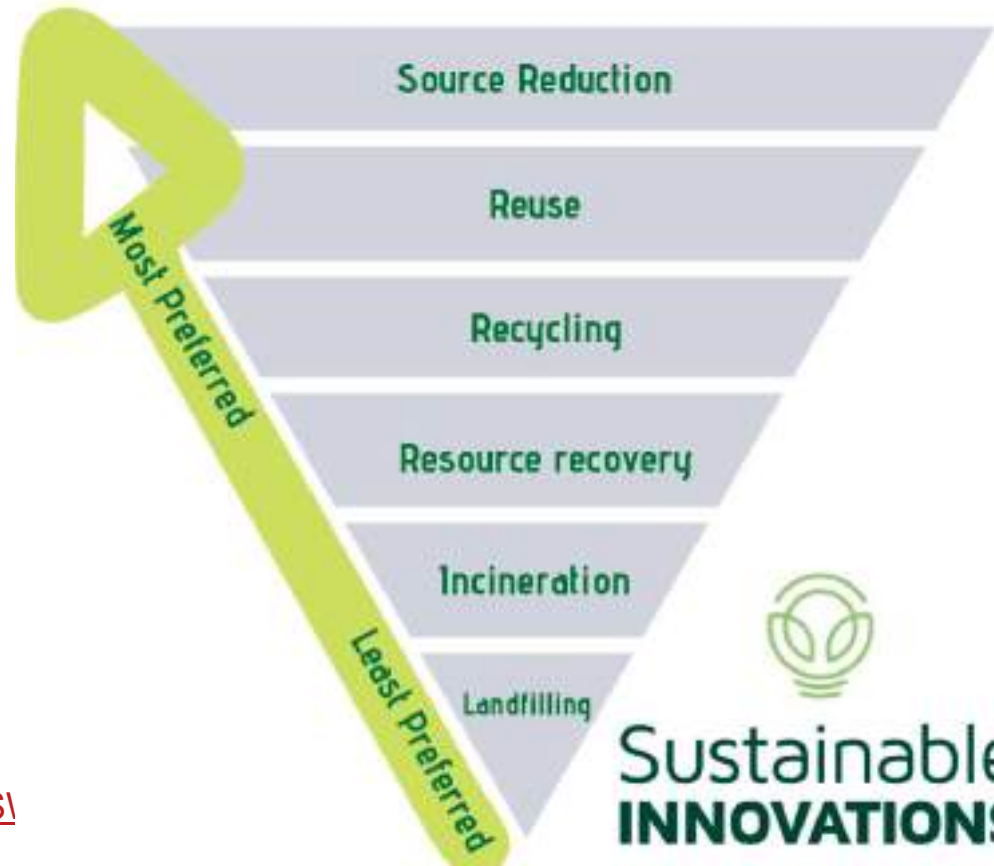 Source Reduction
Reuse
Most Preferred
Recycling
Resource recovery
Incineration
Least Preferred
Landfilling
Sustainable
INNOVATIONS
s\